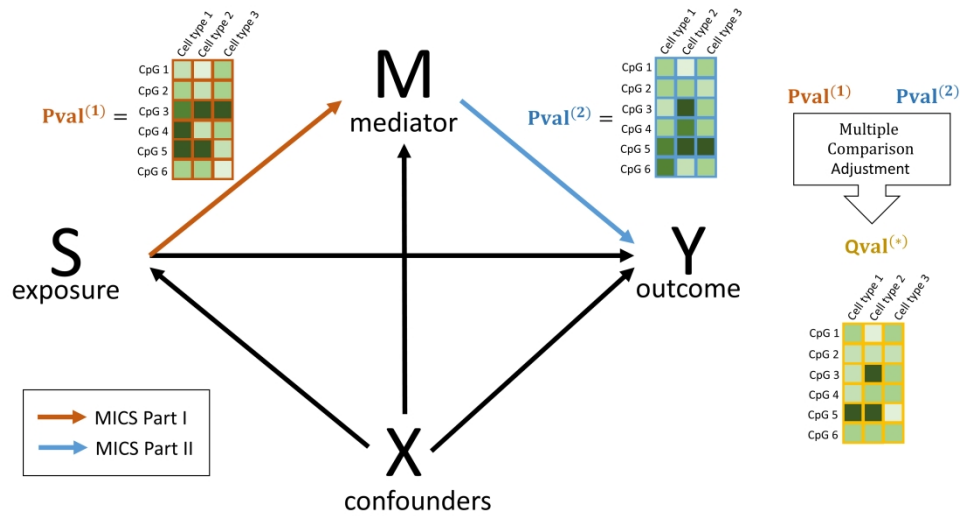 Cell type 1
Cell type 2
Cell type 3
CpG 1
CpG 2
CpG 3
CpG 4
CpG 5
CpG 6
Pval(1) =
M
mediator
Cell type 1
Cell type 2
Cell type 3
CpG 1
CpG 2
CpG 3
CpG 4
CpG 5
CpG 6
Pval(2) =
Pval(1) Pval(2)
Multiple
Comparison
Adjustment
Qval(*)
S
exposure
Y
outcome
Cell type 1
Cell type 2
Cell type 3
CpG 1
CpG 2
CpG 3
CpG 4
CpG 5
CpG 6
MICS Part I
MICS Part II
X
confounders